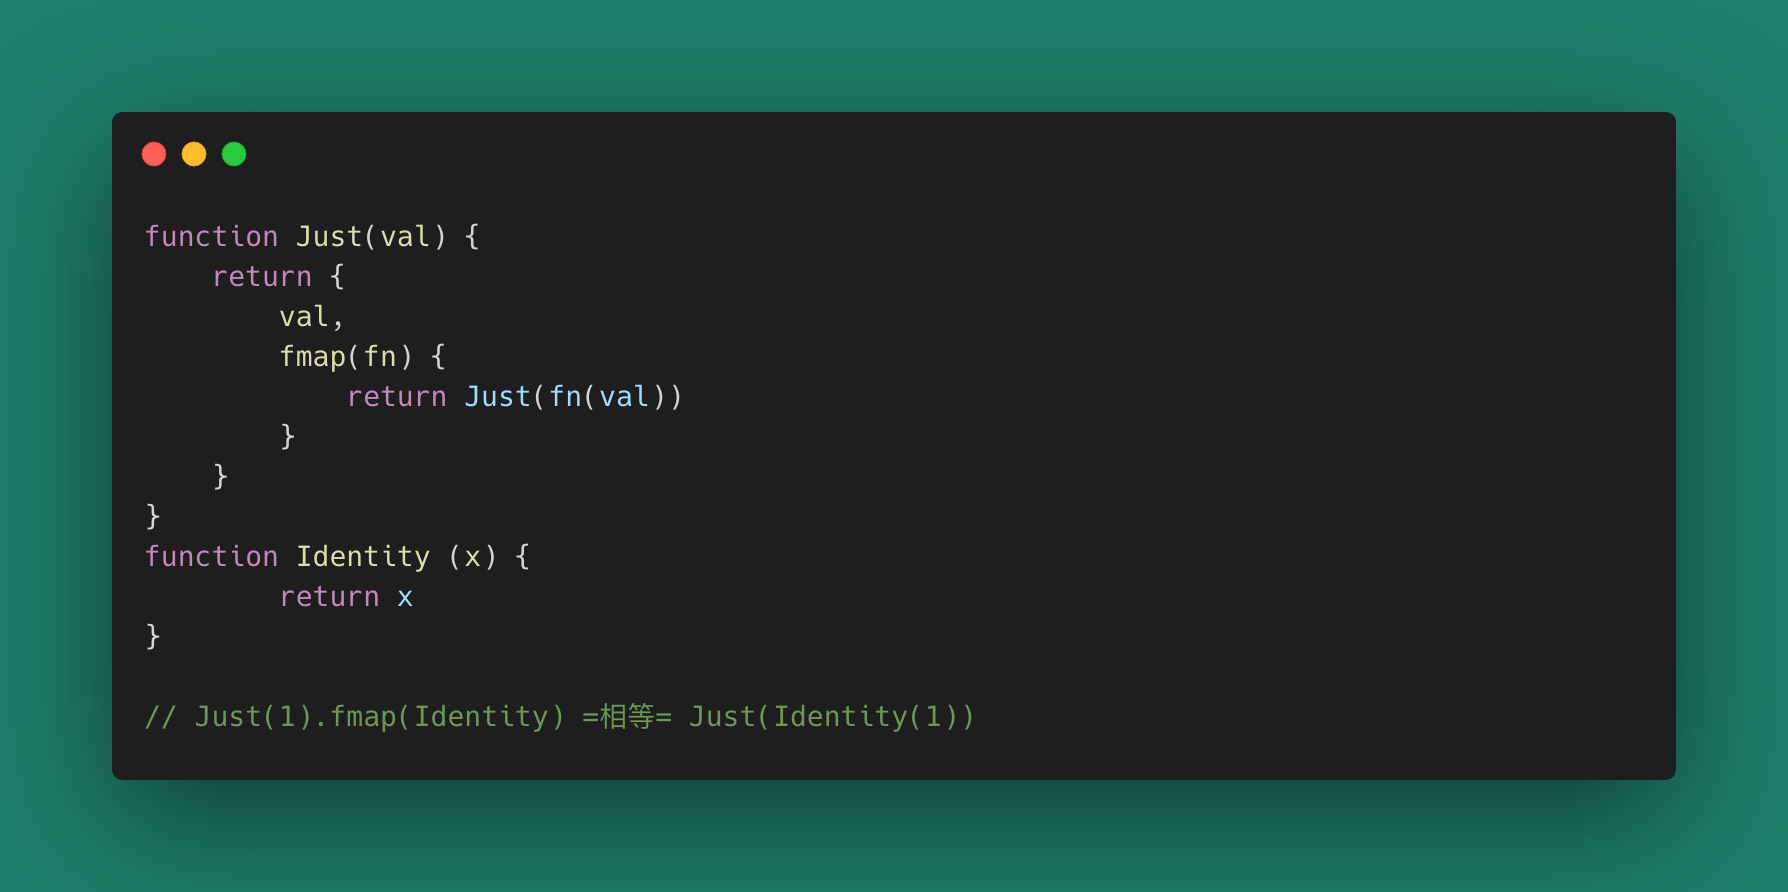 function Just(val) {
    return {
        val,
        fmap(fn) {
            return Just(fn(val))
        }
    }
}
function Identity (x) {
        return x
}

// Just(1).fmap(Identity) =相等= Just(Identity(1))